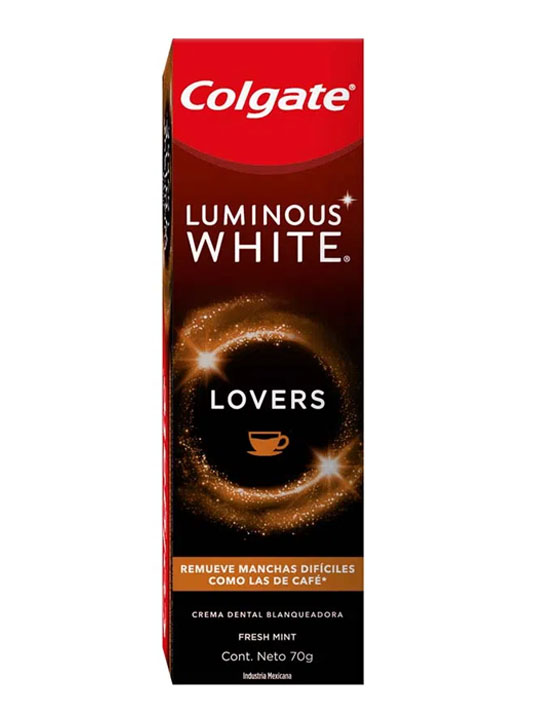 Colgate®
LUMINOUS
WHITE®
LOVERS
REMUEVE MANCHAS DIFÍCILES
COMO LAS DE CAFÉ*
CREMA DENTAL BLANQUEADORA
FRESH MINT
Cont. Neto 70g
Industria Mexicana